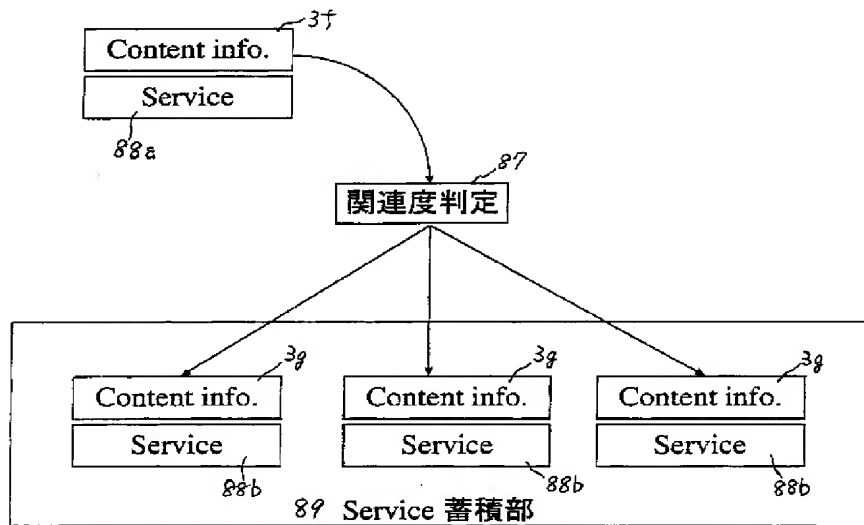 3f
Content info.
Service
88a
87
関連度判定
3g 3g 3g
Content info. Content info. Content info.
Service Service Service
88b 88b 88b
89 Service 蓄積部